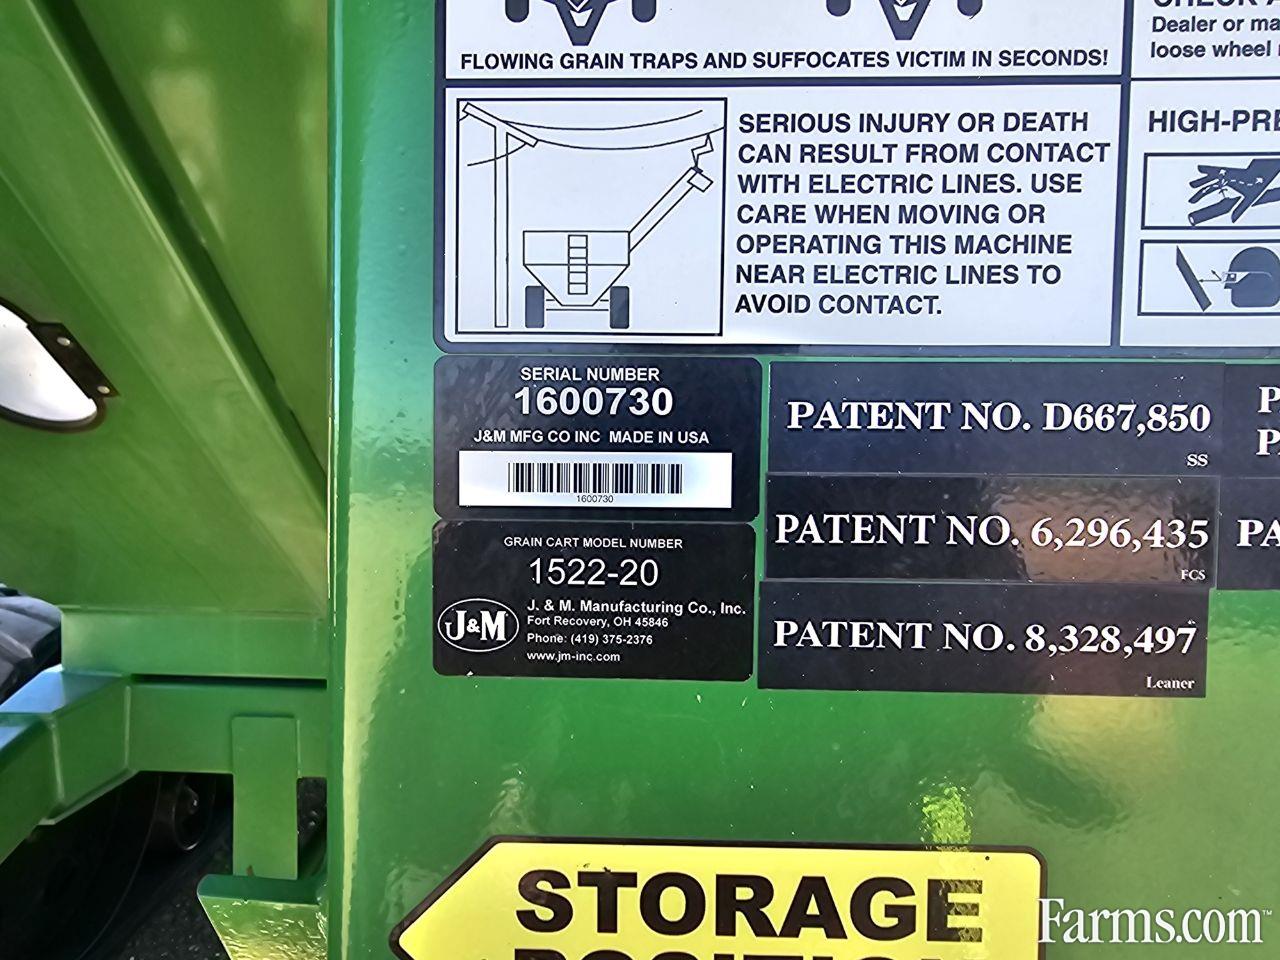 FLOWING GRAIN TRAPS AND SUFFOCATES VICTIM IN SECONDS!
Dealer or
loose wheel
SERIOUS INJURY OR DEATH
CAN RESULT FROM CONTACT
WITH ELECTRIC LINES. USE
CARE WHEN MOVING OR
OPERATING THIS MACHINE
NEAR ELECTRIC LINES TO
AVOID CONTACT.
HIGH-PRE
SERIAL NUMBER
1600730
J&M MFG CO INC MADE IN USA
1600730
GRAIN CART MODEL NUMBER
1522-20
J&M
J. & M. Manufacturing Co., Inc.
Fort Recovery, OH 45846
Phone: (419) 375-2376
www.jm-inc.com
PATENT NO. D667,850
SS
PATENT NO. 6,296,435
FCS
PATENT NO. 8,328,497
Leaner
STORAGE
POSITION
Farms.com™